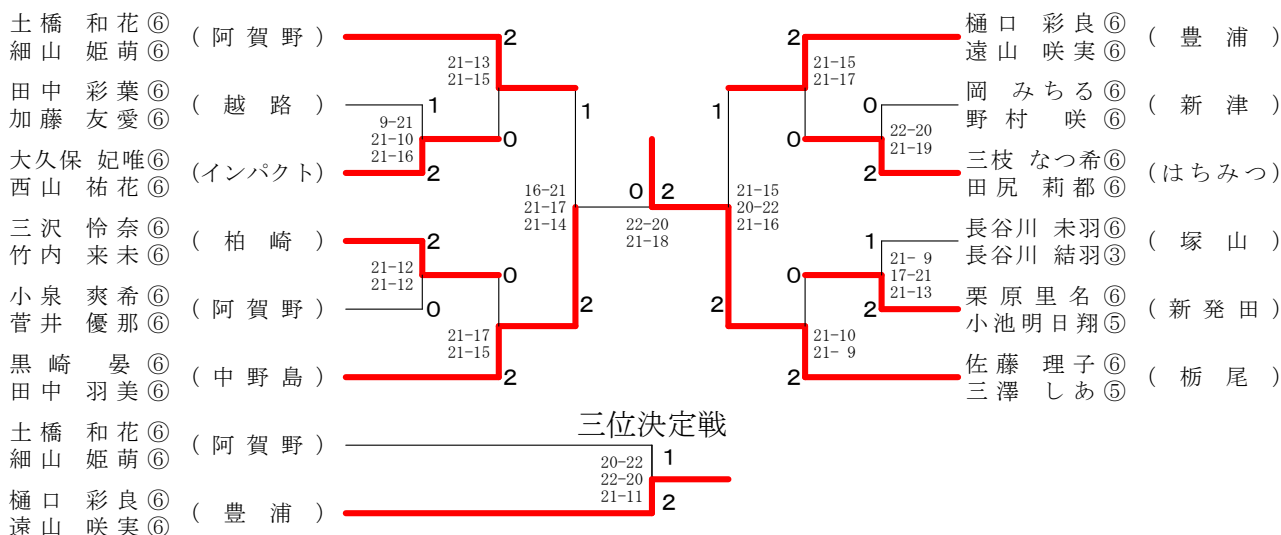 土橋 和花⑥
細山 姫萌⑥
(阿賀野)
田中 彩葉⑥
加藤 友愛⑥
(越路)
大久保 妃唯⑥
西山 祐花⑥
(インパクト)
三沢 怜奈⑥
竹内 来未⑥
(柏崎)
小泉 爽希⑥
菅井 優那⑥
(阿賀野)
黒崎 晏⑥
田中 羽美⑥
(中野島)
2
21-13
21-15
1
9-21
21-10
21-16
0
2
1
16-21
21-17
21-14
2
21-12
21-12
0
0
21-17
21-15
2
2
0
2
22-20
21-18
2
21-15
21-17
1
0
22-20
21-19
0
2
21-15
20-22
21-16
1
21- 9
17-21
21-13
0
2
2
21-10
21- 9
2
樋口 彩良⑥
遠山 咲実⑥
(豊浦)
岡 みちる⑥
野村 咲⑥
(新津)
三枝 なつ希⑥
田尻 莉都⑥
(はちみつ)
長谷川 未羽⑥
長谷川 結羽③
(塚山)
栗原里名⑥
小池明日翔⑤
(新発田)
佐藤 理子⑥
三澤 しあ⑤
(栃尾)
三位決定戦
土橋 和花⑥
細山 姫萌⑥
(阿賀野)
樋口 彩良⑥
遠山 咲実⑥
(豊浦)
20-22
22-20
21-11
1
2